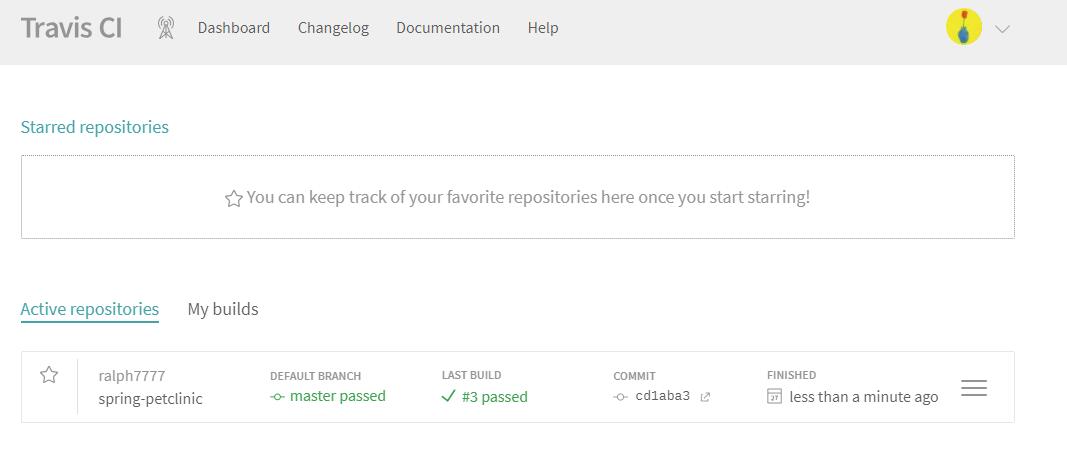 Travis CI Dashboard Changelog Documentation Help
Starred repositories
You can keep track of your favorite repositories here once you start starring!
Active repositories My builds
ralph7777 DEFAULT BRANCH LAST BUILD COMMIT FINISHED
spring-petclinic master passed #3 passed cd1aba3 27 less than a minute ago